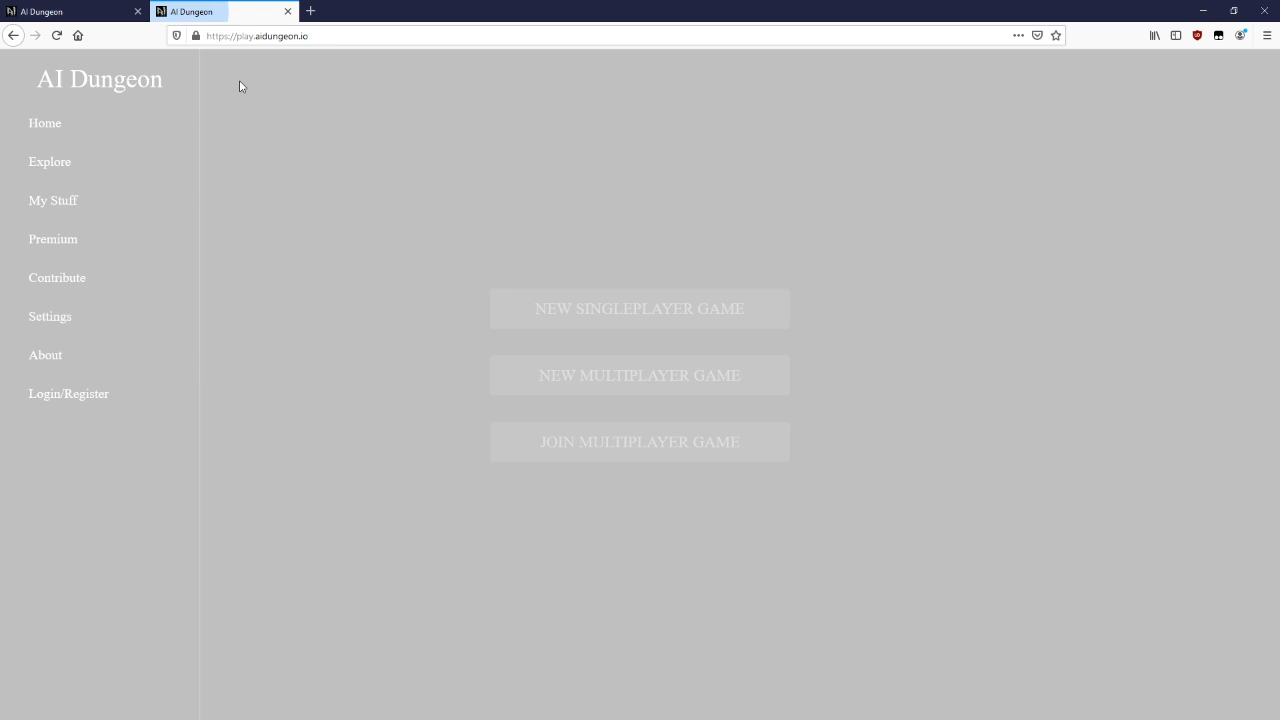 AI Dungeon
AI Dungeon
https://play.aidungeon.io
AI Dungeon
Home
Explore
My Stuff
Premium
Contribute
Settings
About
Login/Register
NEW SINGLEPLAYER GAME
NEW MULTIPLAYER GAME
JOIN MULTIPLAYER GAME